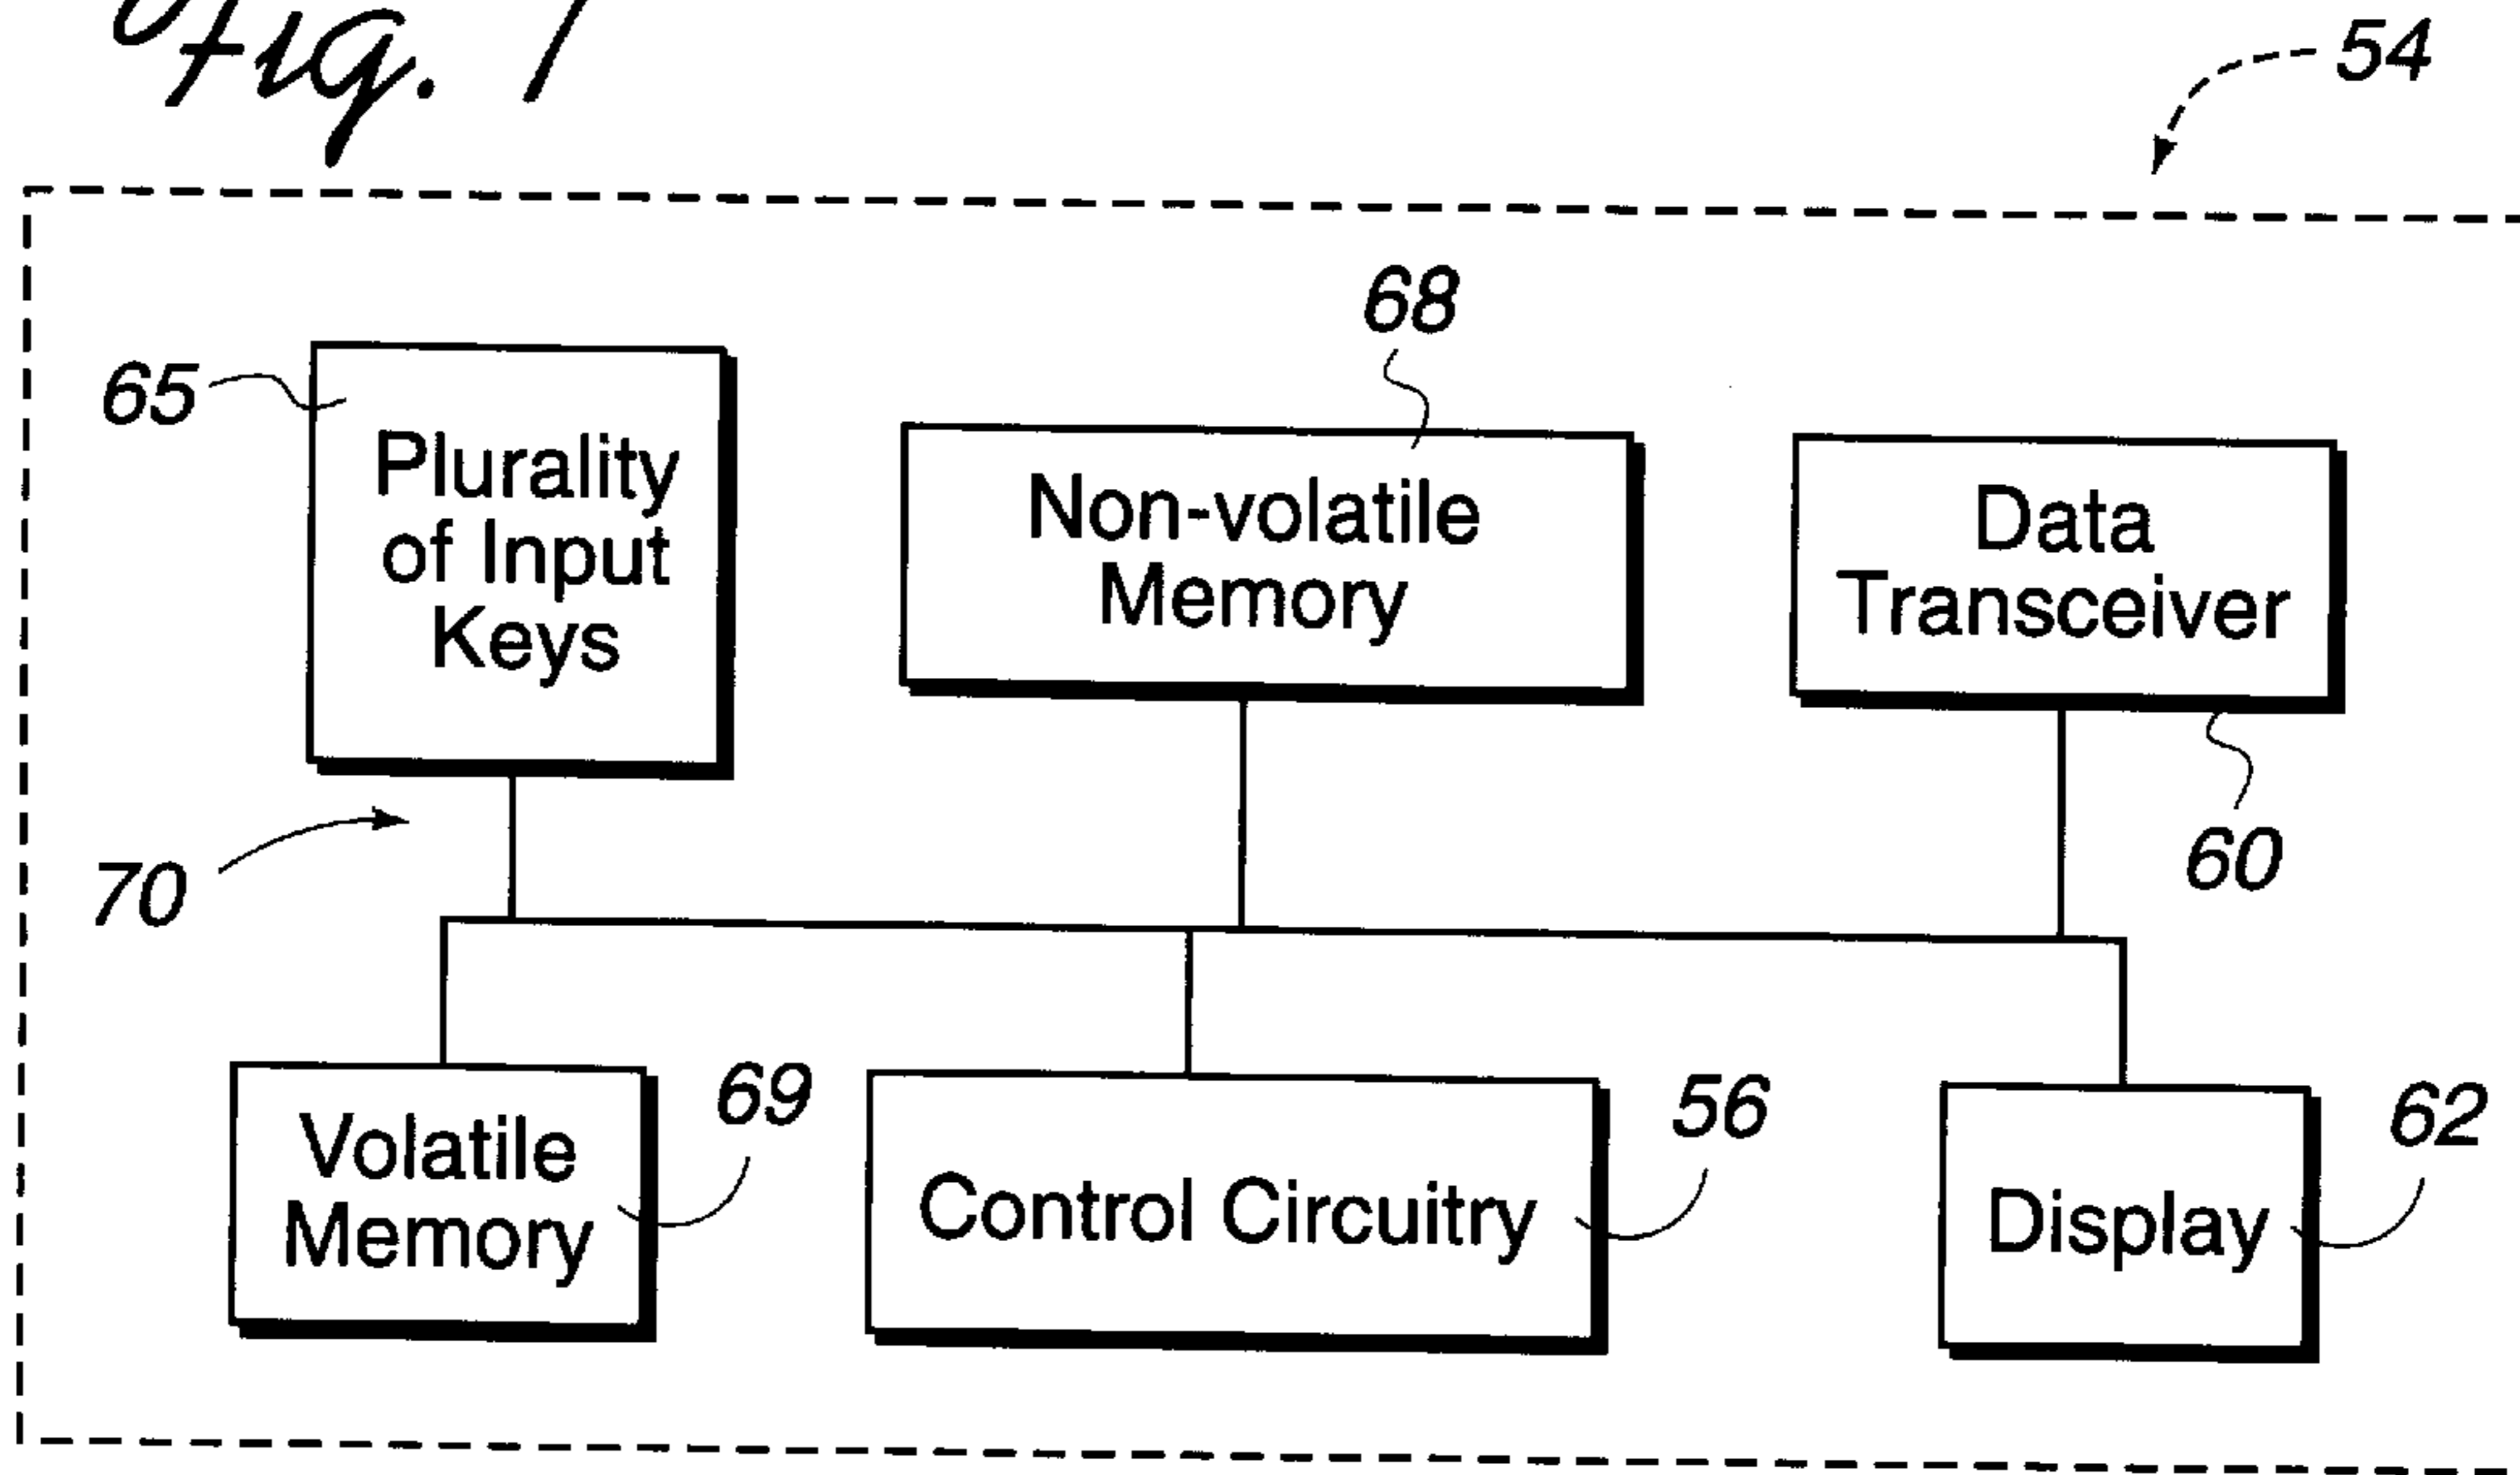 Fig. 7
54
68
65
Plurality
of Input
Keys
Non-volatile
Memory
Data
Transceiver
70
60
Volatile
Memory
69
Control Circuitry
56
Display
62